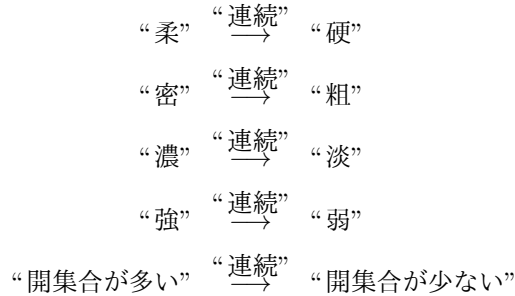 “柔” “連続” ⟶ “硬”
“密” “連続” ⟶ “粗”
“濃” “連続” ⟶ “淡”
“強” “連続” ⟶ “弱”
“開集合が多い” “連続” ⟶ “開集合が少ない”